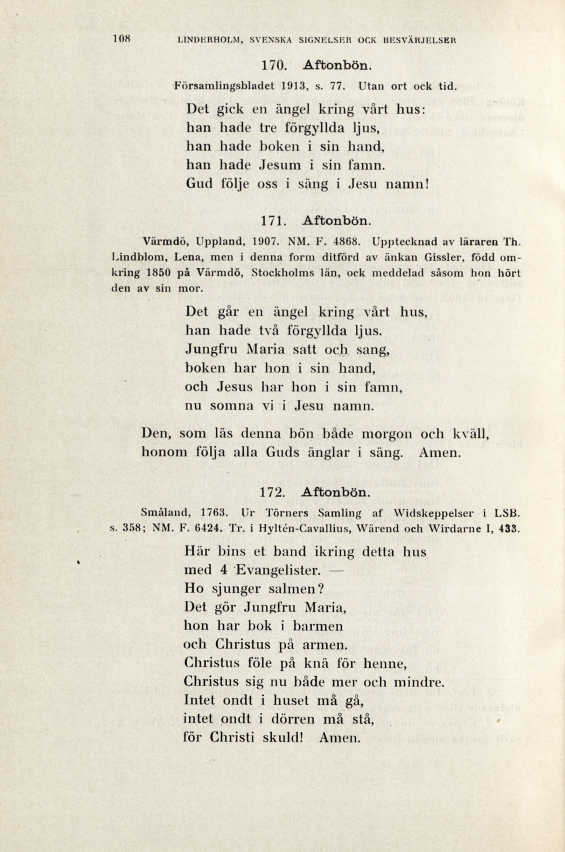 108 LINDERHOLM, SVENSKA SIGNELSER OCK BESVÄRJELSER
170. Aftonbön.
Församlingsbladet 1913, s. 77. Utan ort ock tid.
Det gick en ängel kring vårt hus:
han hade tre förgyllda ljus,
han hade boken i sin hand,
han hade Jesum i sin famn.
Gud följe oss i säng i Jesu namn!
171. Aftonbön.
Värmdö, Uppland, 1907. NM. F. 4868. Upptecknad av läraren Th.
Lindblom, Lena, men i denna form ditförd av änkan Gissler, född om-
kring 1850 på Värmdö, Stockholms län, ock meddelad såsom hon hört
den av sin mor.
Det går en ängel kring vårt hus,
han hade två förgyllda ljus.
Jungfru Maria satt och sang,
boken har hon i sin hand,
och Jesus har hon i sin famn,
nu somna vi i Jesu namn.
Den, som läs denna bön både morgon och kväll,
honom följa alla Guds änglar i säng. Amen.
172. Aftonbön.
Småland, 1763. Ur Törners Samling af Widskeppelser i LSB.
s. 358; NM. F. 6424. Tr. i Hyltén-Cavallius, Wärend och Wirdarne I, 433.
Här bins et band ikring detta hus
med 4 Evangelister. —
Ho sjunger salmen?
Det gör Jungfru Maria,
hon har bok i barmen
och Christus på armen.
Christus föle på knä för henne,
Christus sig nu både mer och mindre.
Intet ondt i huset må gå,
intet ondt i dörren må stå,
för Christi skuld! Amen.